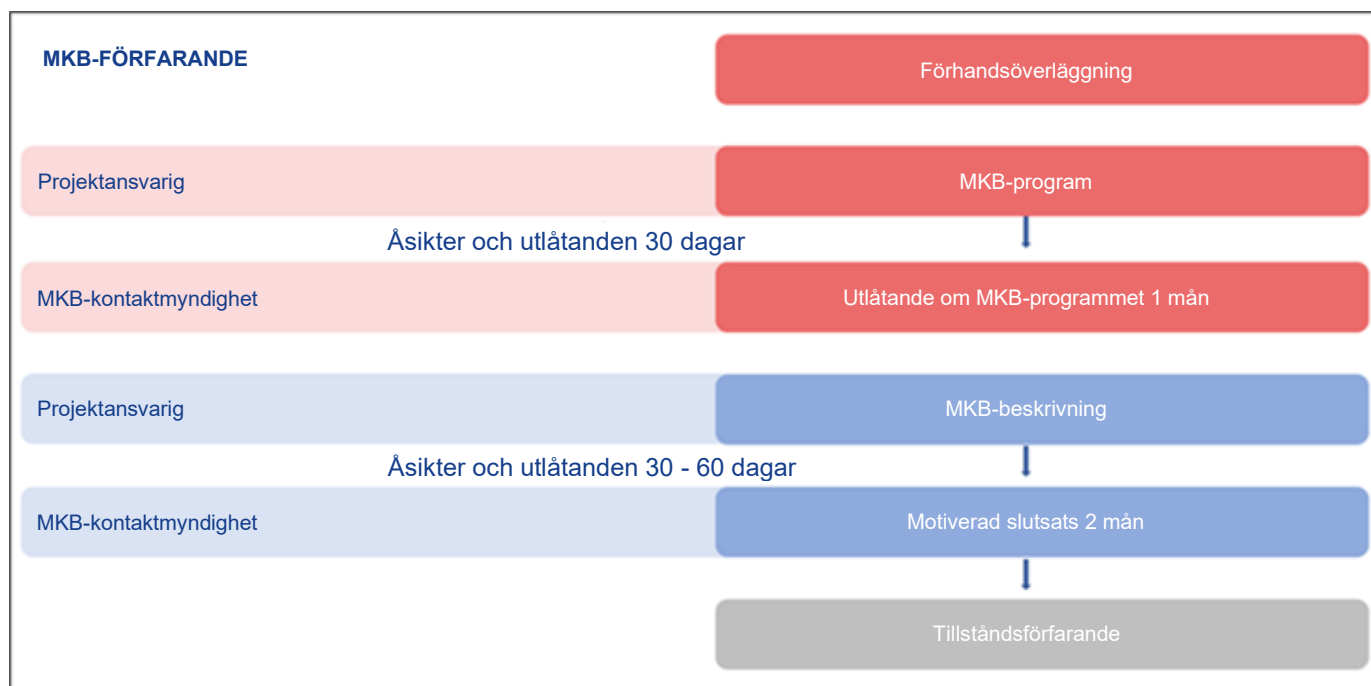 MKB-FÖRFARANDE
Förhandsöverläggning
Projektansvarig
MKB-program
Åsikter och utlåtanden 30 dagar
MKB-kontaktmyndighet
Utlåtande om MKB-programmet 1 mån
Projektansvarig
MKB-beskrivning
Åsikter och utlåtanden 30 - 60 dagar
MKB-kontaktmyndighet
Motiverad slutsats 2 mån
Tillståndsförfarande